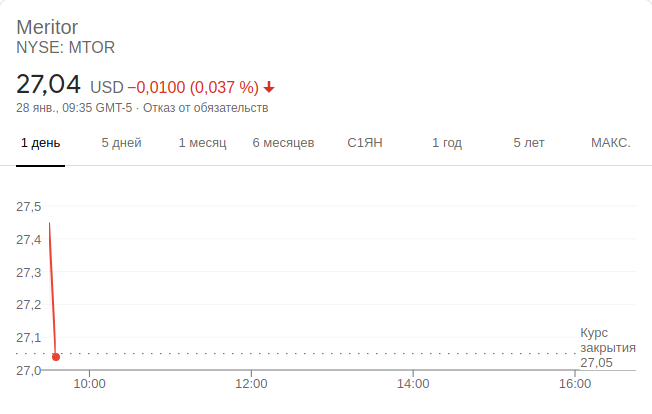 Meritor
NYSE: MTOR
27,04 USD −0,0100 (0,037 %)
28 янв., 09:35 GMT-5 · Отказ от обязательств
1 день 5 дней 1 месяц 6 месяцев С1ЯН 1 год 5 лет МАКС.
27,5
27,4
27,3
27,2
27,1
27,0
Курс
закрытия
27,05
10:00 12:00 14:00 16:00